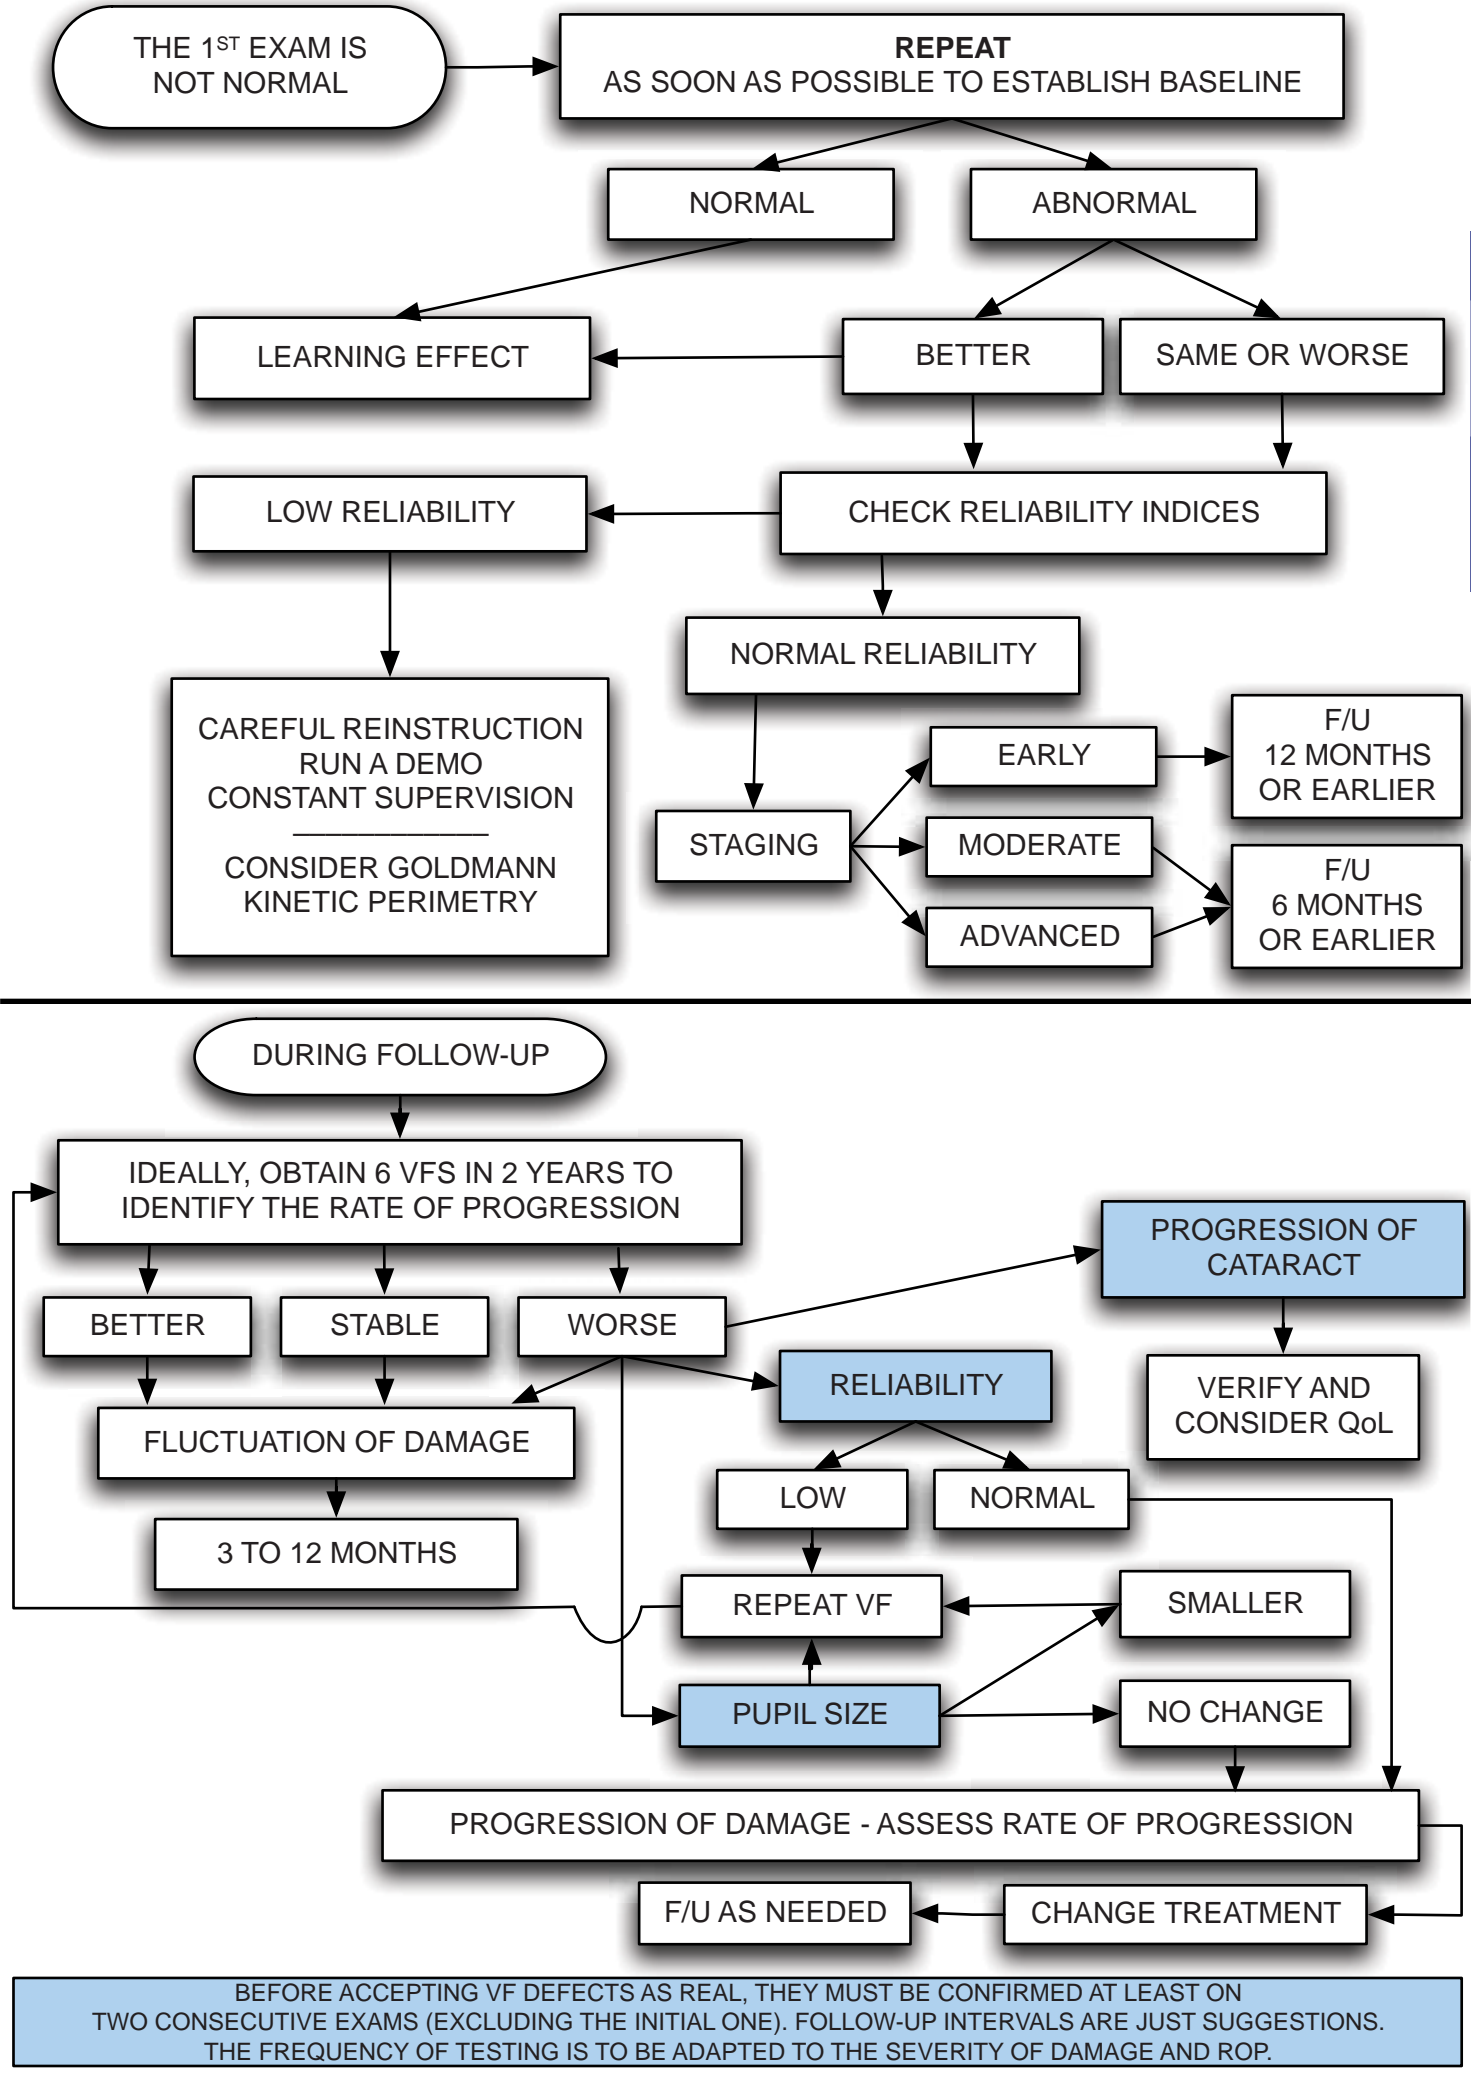 THE 1ST EXAM IS
NOT NORMAL
REPEAT
AS SOON AS POSSIBLE TO ESTABLISH BASELINE
NORMAL
ABNORMAL
LEARNING EFFECT
BETTER
SAME OR WORSE
LOW RELIABILITY
CHECK RELIABILITY INDICES
NORMAL RELIABILITY
CAREFUL REINSTRUCTION
RUN A DEMO
CONSTANT SUPERVISION
CONSIDER GOLDMANN
KINETIC PERIMETRY
STAGING
EARLY
MODERATE
ADVANCED
F/U
12 MONTHS
OR EARLIER
F/U
6 MONTHS
OR EARLIER
DURING FOLLOW-UP
IDEALLY, OBTAIN 6 VFS IN 2 YEARS TO
IDENTIFY THE RATE OF PROGRESSION
BETTER
STABLE
WORSE
PROGRESSION OF
CATARACT
VERIFY AND
CONSIDER QoL
RELIABILITY
FLUCTUATION OF DAMAGE
3 TO 12 MONTHS
LOW
NORMAL
REPEAT VF
SMALLER
PUPIL SIZE
NO CHANGE
PROGRESSION OF DAMAGE - ASSESS RATE OF PROGRESSION
F/U AS NEEDED
CHANGE TREATMENT
BEFORE ACCEPTING VF DEFECTS AS REAL, THEY MUST BE CONFIRMED AT LEAST ON
TWO CONSECUTIVE EXAMS (EXCLUDING THE INITIAL ONE). FOLLOW-UP INTERVALS ARE JUST SUGGESTIONS.
THE FREQUENCY OF TESTING IS TO BE ADAPTED TO THE SEVERITY OF DAMAGE AND ROP.